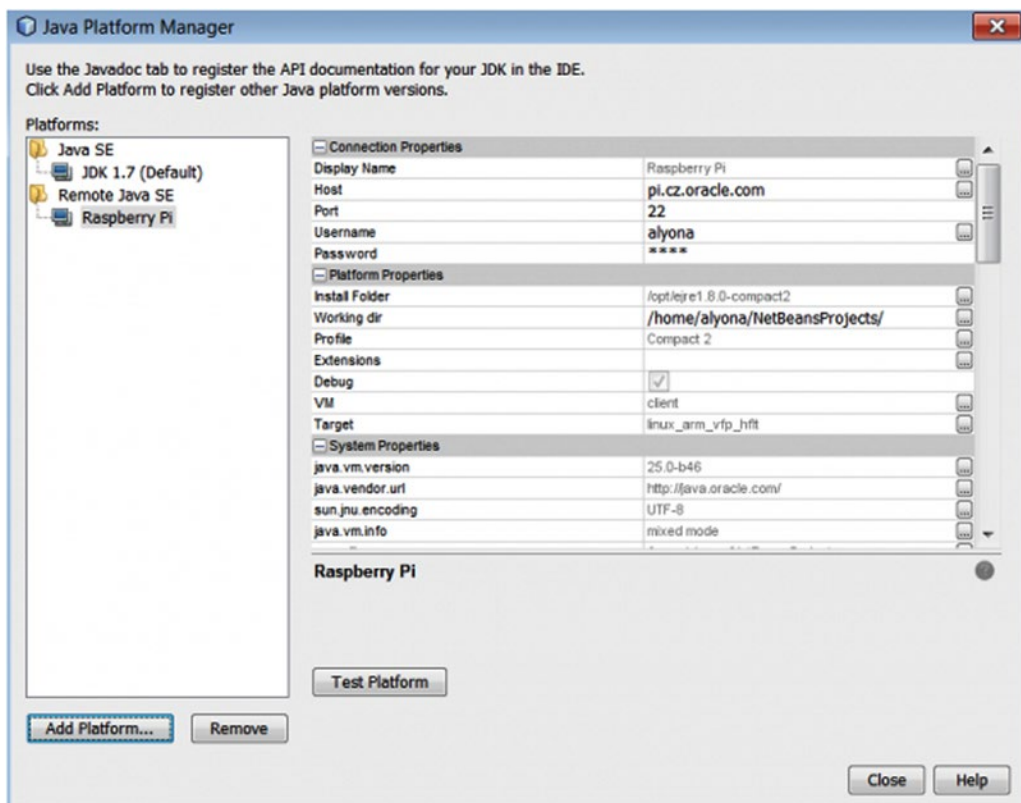 Java Platform Manager
Use the Javadoc tab to register the API documentation for your JDK in the IDE.
Click Add Platform to register other Java platform versions.
Platforms:
Java SE
JDK 1.7 (Default)
Remote Java SE
Raspberry Pi
Connection Properties
Display Name Raspberry Pi ...
Host pi.cz.oracle.com ...
Port 22
Username alyona ...
Password ****
Platform Properties
Install Folder /opt/ejre1.8.0-compact2 ...
Working dir /home/alyona/NetBeansProjects/ ...
Profile Compact 2 ...
Extensions ...
Debug
VM client ...
Target linux_arm_vfp_hflt ...
System Properties
java.vm.version 25.0-b46 ...
java.vendor.url http://java.oracle.com/ ...
sun.jnu.encoding UTF-8 ...
java.vm.info mixed mode ...
Raspberry Pi
Test Platform
Add Platform... Remove
Close Help